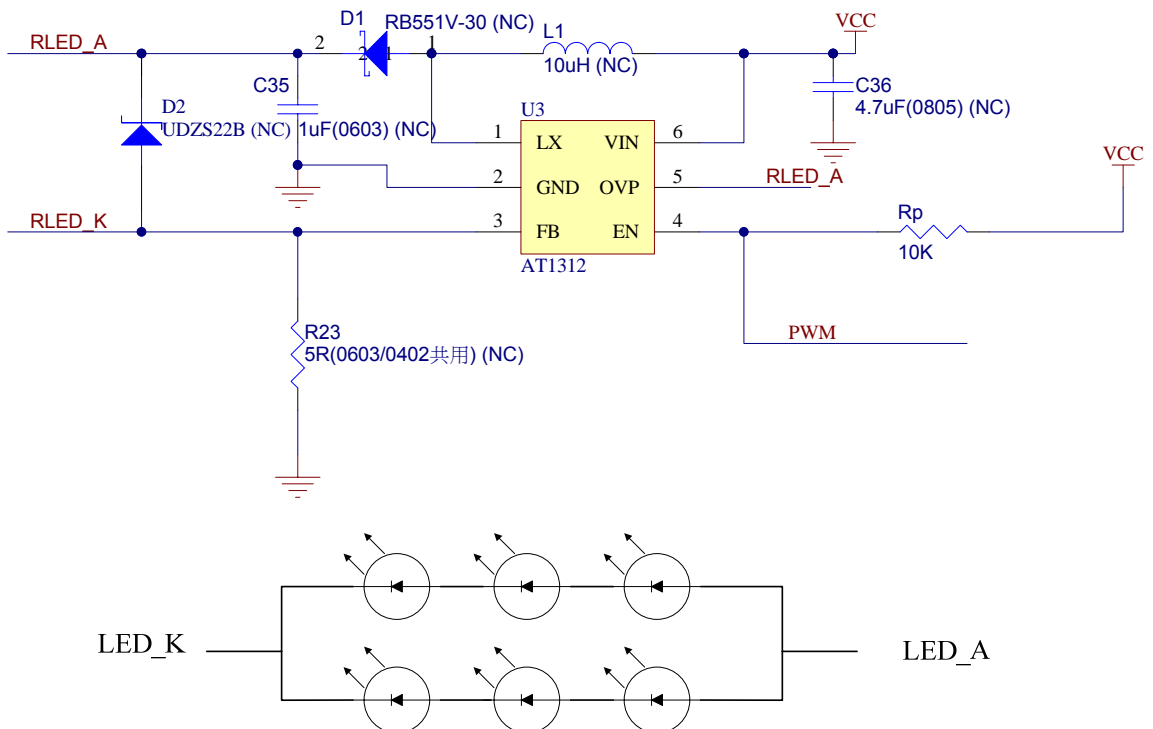 D1
RB551V-30 (NC)
L1
VCC
RLED_A
2
2
1
1
10uH (NC)
C35
C36
4.7uF(0805) (NC)
D2
UDZS22B (NC)
1uF(0603) (NC)
U3
1
LX
VIN
6
VCC
2
GND
OVP
5
RLED_A
RLED_K
3
FB
EN
4
Rp
10K
AT1312
R23
5R(0603/0402共用) (NC)
PWM
LED_K
LED_A